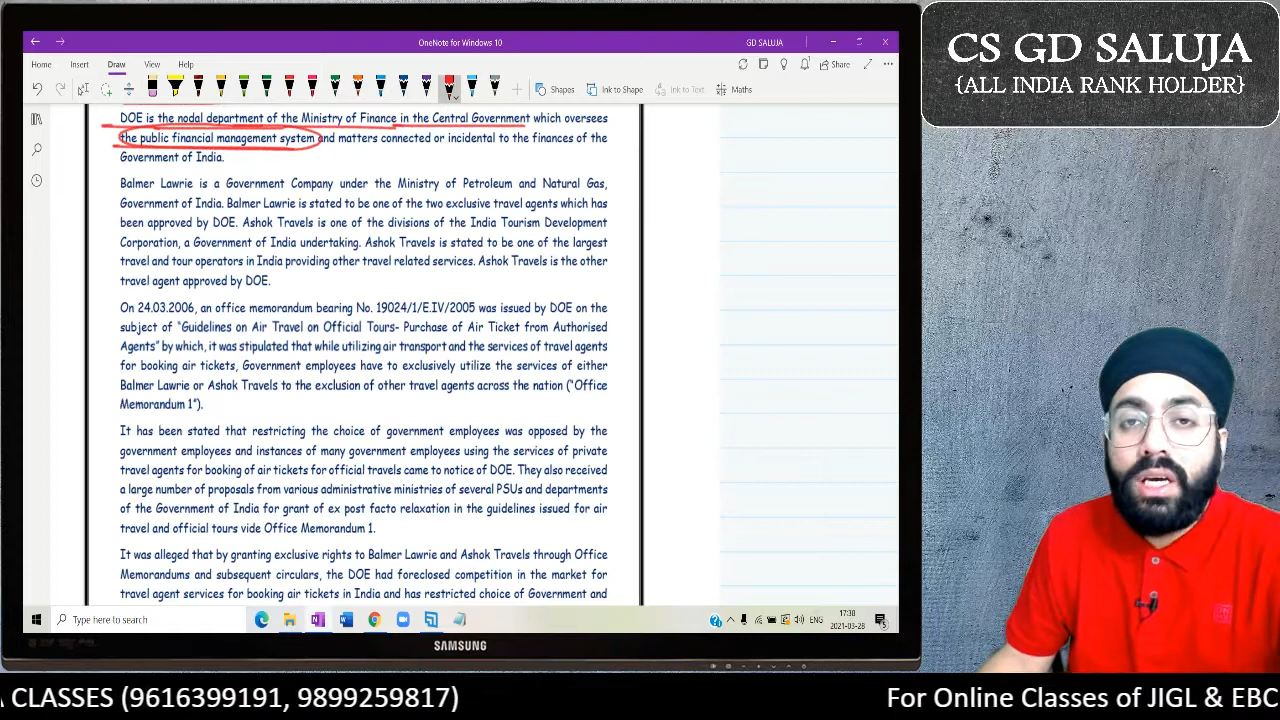 OneNote for Windows 10
GD SALUJA
Home Insert Draw View Help
Share
Shapes
Ink to Shape
Ink to Text
Maths
DOE is the nodal department of the Ministry of Finance in the Central Government which oversees
the public financial management system and matters connected or incidental to the finances of the
Government of India.
Balmer Lawrie is a Government Company under the Ministry of Petroleum and Natural Gas,
Government of India. Balmer Lawrie is stated to be one of the two exclusive travel agents which has
been approved by DOE. Ashok Travels is one of the divisions of the India Tourism Development
Corporation, a Government of India undertaking. Ashok Travels is stated to be one of the largest
travel and tour operators in India providing other travel related services. Ashok Travels is the other
travel agent approved by DOE.
On 24.03.2006, an office memorandum bearing No. 19024/1/E.IV/2005 was issued by DOE on the
subject of "Guidelines on Air Travel on Official Tours- Purchase of Air Ticket from Authorised
Agents" by which, it was stipulated that while utilizing air transport and the services of travel agents
for booking air tickets, Government employees have to exclusively utilize the services of either
Balmer Lawrie or Ashok Travels to the exclusion of other travel agents across the nation ("Office
Memorandum 1").
It has been stated that restricting the choice of government employees was opposed by the
government employees and instances of many government employees using the services of private
travel agents for booking of air tickets for official travels came to notice of DOE. They also received
a large number of proposals from various administrative ministries of several PSUs and departments
of the Government of India for grant of ex post facto relaxation in the guidelines issued for air
travel and official tours vide Office Memorandum 1.
It was alleged that by granting exclusive rights to Balmer Lawrie and Ashok Travels through Office
Memorandums and subsequent circulars, the DOE had foreclosed competition in the market for
travel agent services for booking air tickets in India and has restricted choice of Government and
Type here to search
ENG
17:38
2021-03-28
SAMSUNG
CS GD SALUJA
{ALL INDIA RANK HOLDER}
A CLASSES (9616399191, 9899259817)
For Online Classes of JIGL & EBC